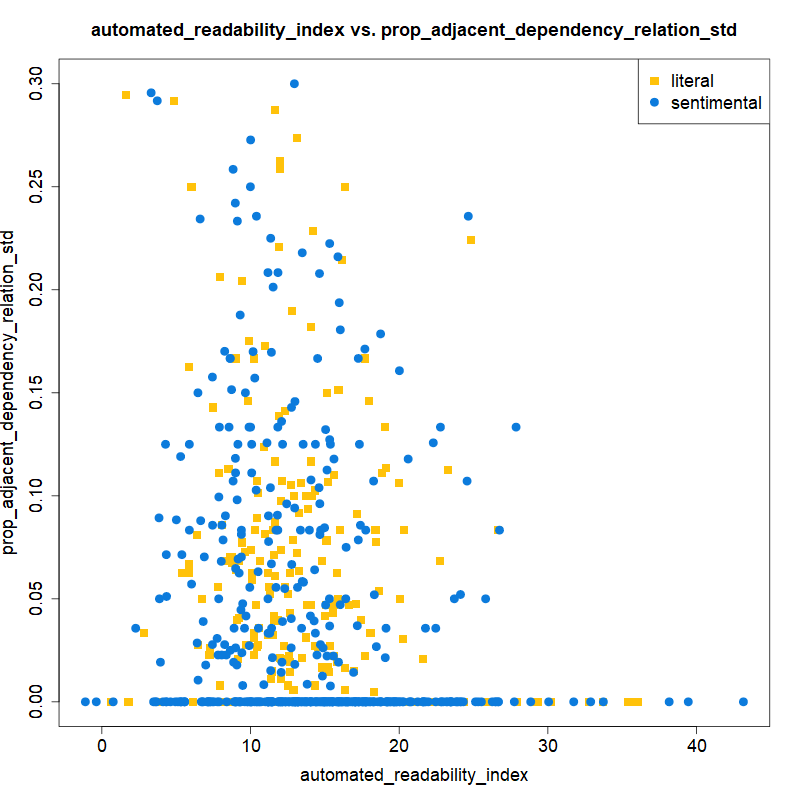 automated_readability_index vs. prop_adjacent_dependency_relation_std
literal
sentimental
prop_adjacent_dependency_relation_std
0.30
0.25
0.20
0.15
0.10
0.05
0.00
0
10
20
30
40
automated_readability_index